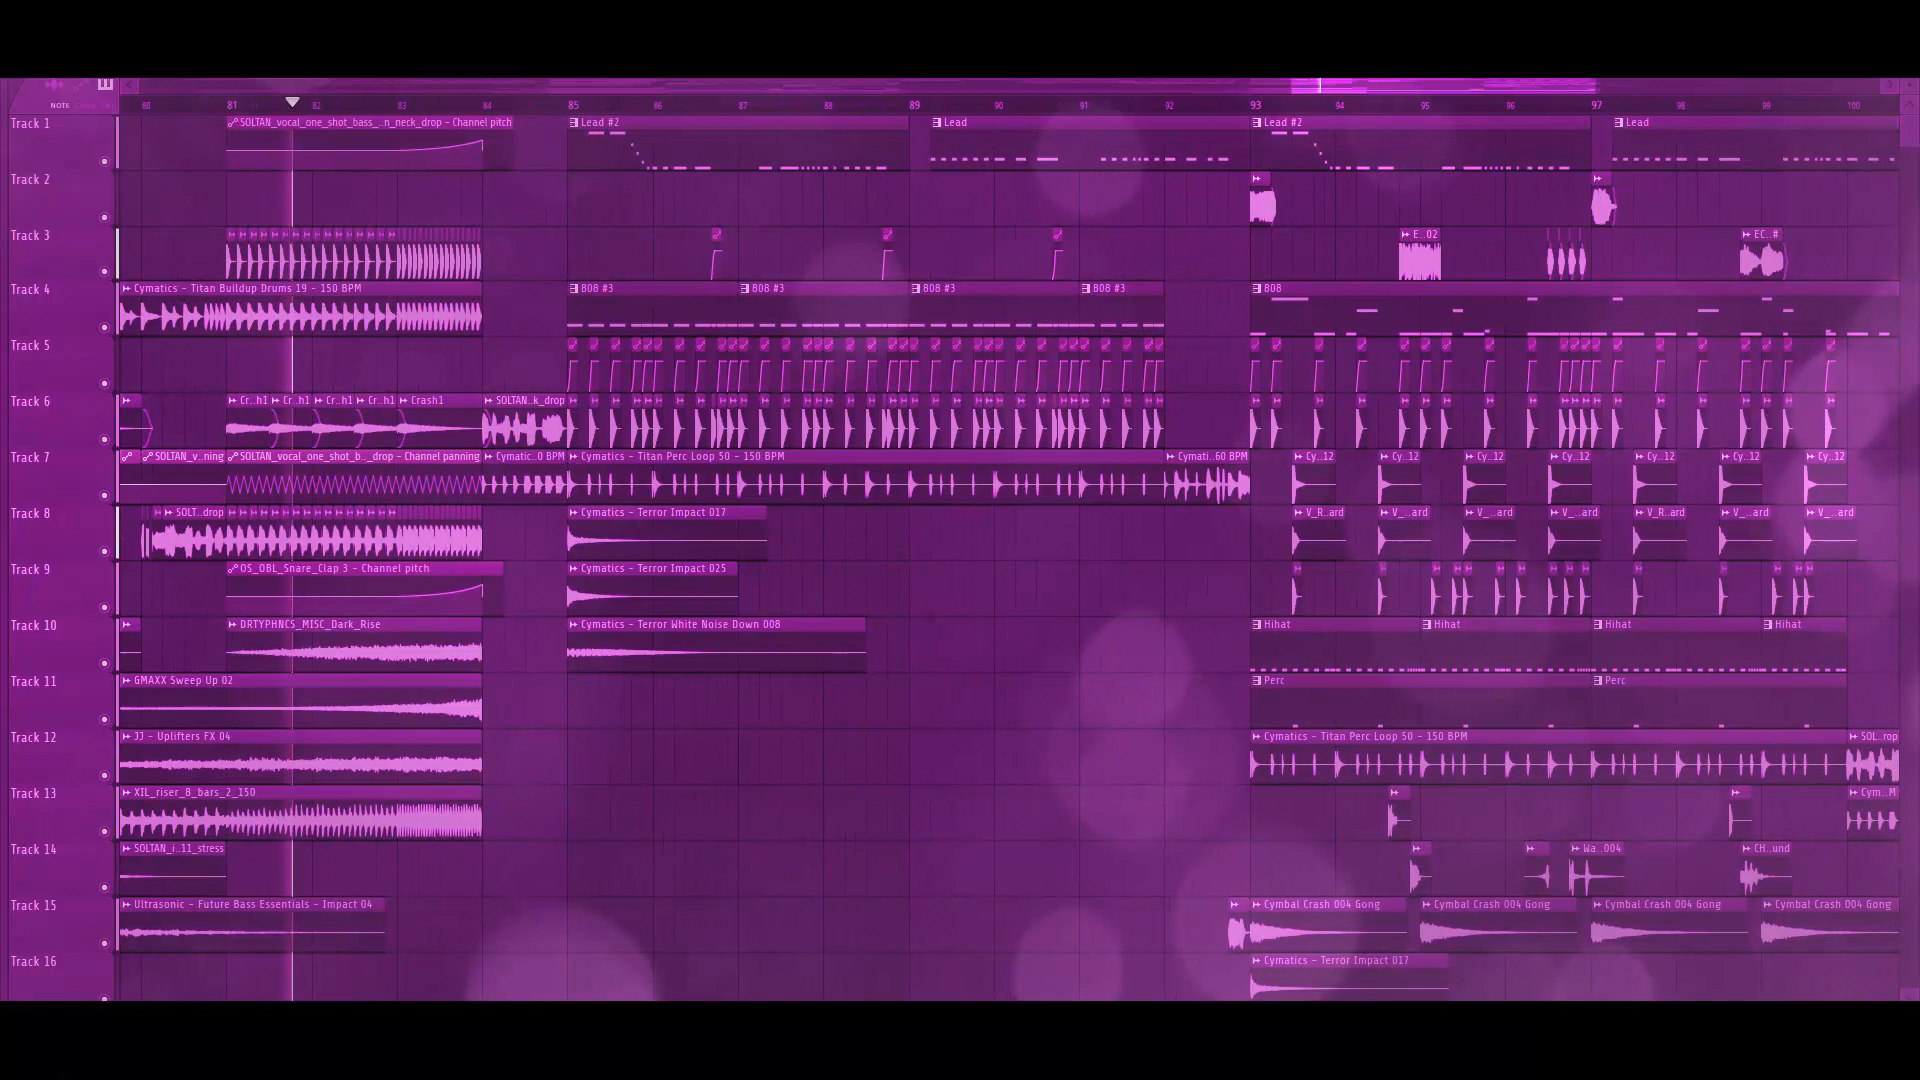 NOTE
80 81 82 83 84 85 86 87 88 89 90 91 92 93 94 95 96 97 98 99 100
Track 1 SOLTAN_vocal_one_shot_bass_..n_neck_drop - Channel pitch Lead #2 Lead Lead #2 Lead
Track 2
Track 3 E..02 EC..#
Track 4 Cymatics - Titan Buildup Drums 19 - 150 BPM 808 #3 808 #3 808 #3 808 #3 808
Track 5
Track 6 Cr..h1 Cr..h1 Cr..h1 Cr..h1 Crash1 SOLTAN..k_drop
Track 7 SOLTAN_v..ning SOLTAN_vocal_one_shot_b.._drop - Channel panning Cymatic..0 BPM Cymatics - Titan Perc Loop 50 - 150 BPM Cymati..60 BPM Cy..12 Cy..12 Cy..12 Cy..12 Cy..12 Cy..12 Cy..12
Track 8 SOLT..drop Cymatics - Terror Impact 017 V_R..ard V_..ard V_..ard V_..ard V_R..ard V_..ard V_..ard
Track 9 OS_OBL_Snare_Clap 3 - Channel pitch Cymatics - Terror Impact 025
Track 10 DRTYPHNCS_MISC_Dark_Rise Cymatics - Terror White Noise Down 008 Hihat Hihat Hihat Hihat
Track 11 GMAXX Sweep Up 02 Perc Perc
Track 12 JJ - Uplifters FX 04 Cymatics - Titan Perc Loop 50 - 150 BPM SOL..rop
Track 13 XIL_riser_8_bars_2_150 Cym..M
Track 14 SOLTAN_i..11_stress Wa..004 CH..und
Track 15 Ultrasonic - Future Bass Essentials - Impact 04 Cymbal Crash 004 Gong Cymbal Crash 004 Gong Cymbal Crash 004 Gong Cymbal Crash 004 Gong
Track 16 Cymatics - Terror Impact 017